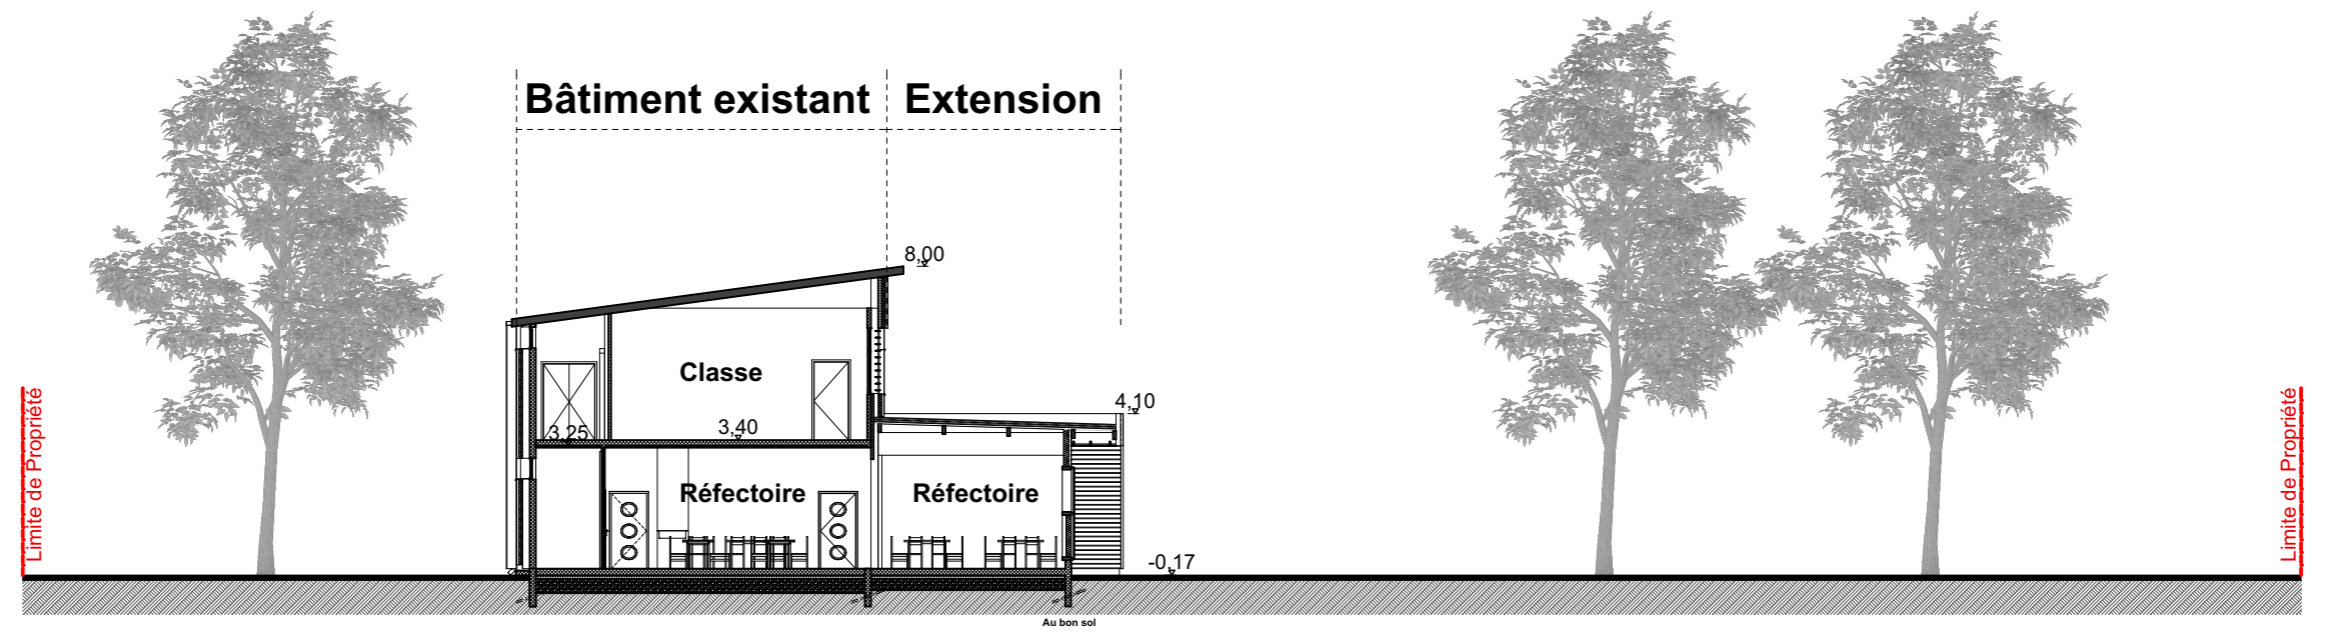 Bâtiment existant
Extension
8,00
Classe
4,10
3,25
3,40
Limite de Propriété
Limite de Propriété
Réfectoire
Réfectoire
-0,17
Au bon sol